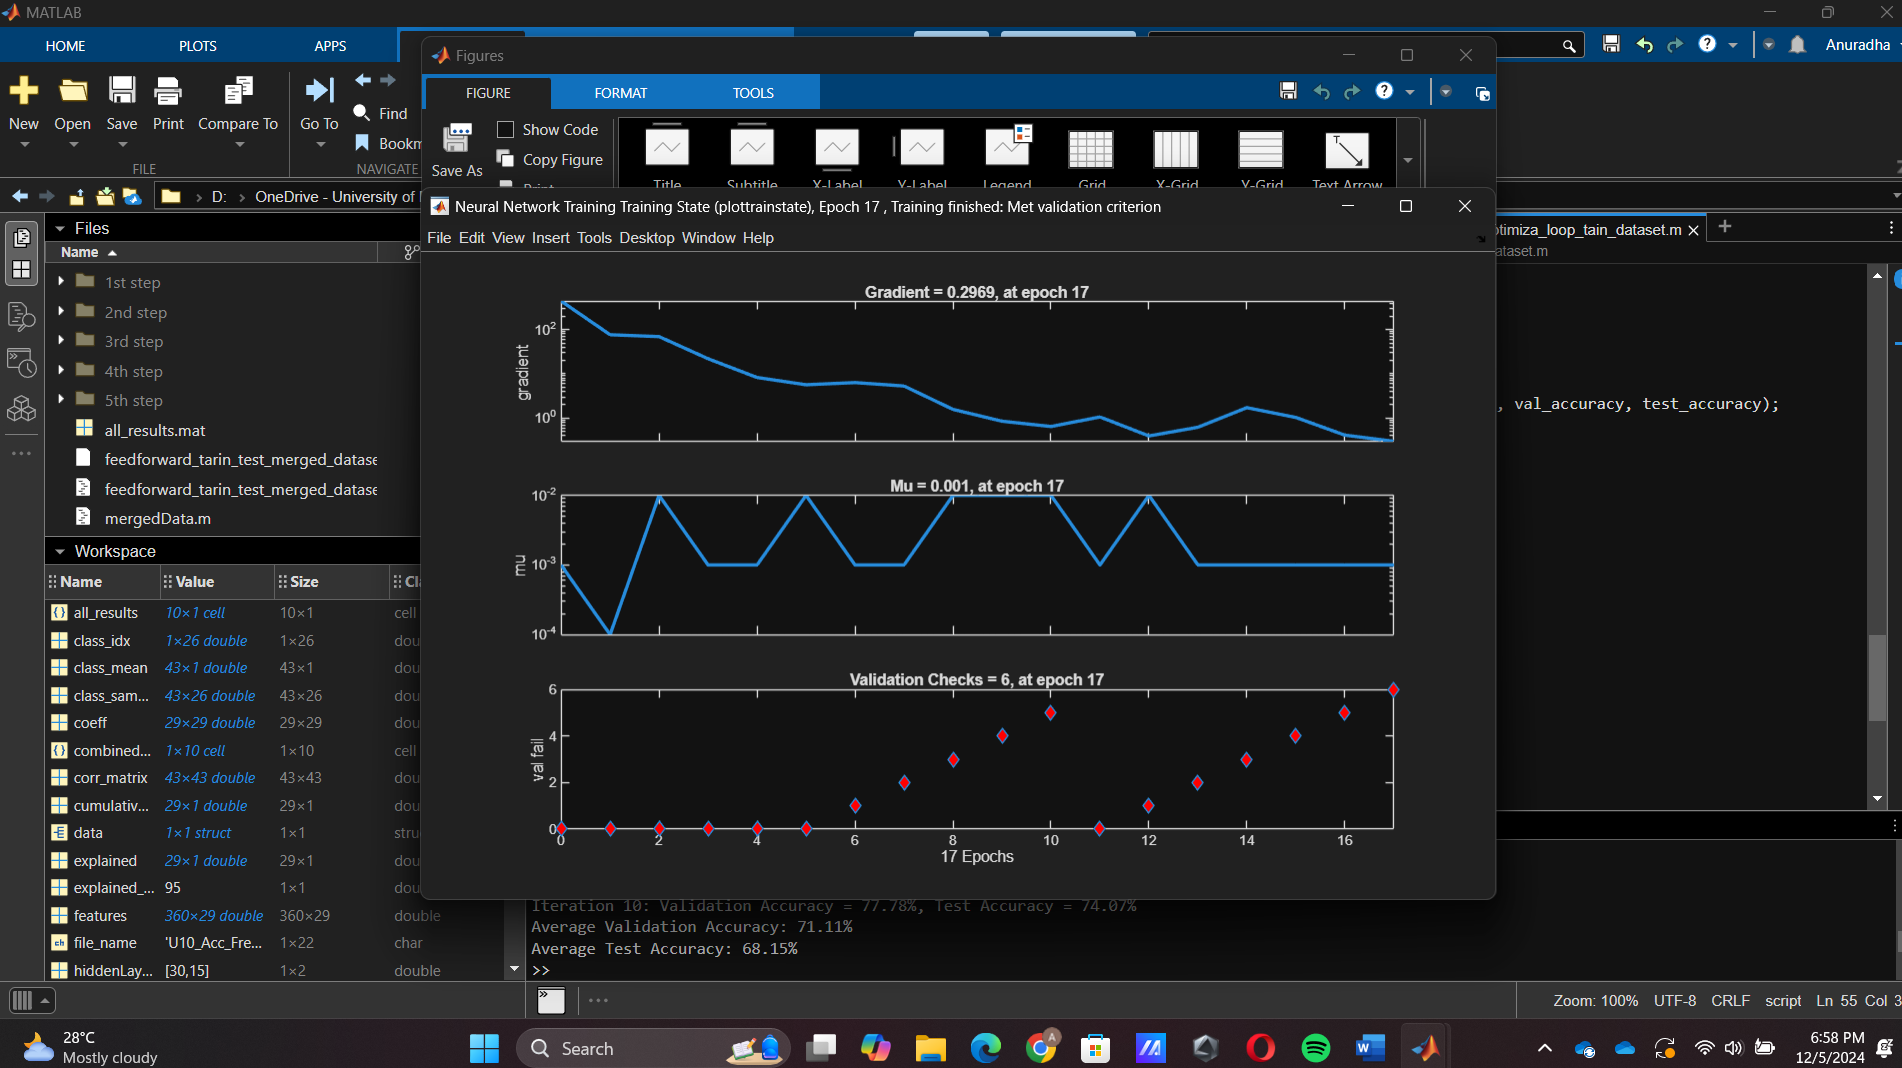 MATLAB
HOME PLOTS APPS
Anuradha
Figures
FIGURE FORMAT TOOLS
New Open Save Print Compare To Go To Find
FILE NAVIGATE
Show Code
Copy Figure
Save As
Title Subtitle X-Label Y-Label Legend Grid X-Grid Y-Grid Text Arrow
D: › OneDrive - University of
Neural Network Training Training State (plottrainstate), Epoch 17 , Training finished: Met validation criterion
File Edit View Insert Tools Desktop Window Help
Files
Name
1st step
2nd step
3rd step
4th step
5th step
all_results.mat
feedforward_tarin_test_merged_datase
feedforward_tarin_test_merged_datase
mergedData.m
Workspace
Name Value Size Cl
all_results 10×1 cell 10×1 cell
class_idx 1×26 double 1×26 dou
class_mean 43×1 double 43×1 dou
class_sam... 43×26 double 43×26 dou
coeff 29×29 double 29×29 dou
combined... 1×10 cell 1×10 cell
corr_matrix 43×43 double 43×43 dou
cumulativ... 29×1 double 29×1 dou
data 1×1 struct 1×1 stru
explained 29×1 double 29×1 dou
explained_... 95 1×1 dou
features 360×29 double 360×29 double
file_name 'U10_Acc_Fre... 1×22 char
hiddenLay... [30,15] 1×2 double
Gradient = 0.2969, at epoch 17
gradient
10² 10⁰
Mu = 0.001, at epoch 17
mu
10⁻² 10⁻³ 10⁻⁴
Validation Checks = 6, at epoch 17
val fail
6 4 2 0
0 2 4 6 8 10 12 14 16
17 Epochs
otimiza_loop_tain_dataset.m
ataset.m
, val_accuracy, test_accuracy);
Iteration 10: Validation Accuracy = 77.78%, Test Accuracy = 74.07%
Average Validation Accuracy: 71.11%
Average Test Accuracy: 68.15%
>>
Zoom: 100% UTF-8 CRLF script Ln 55 Col 3
28°C
Mostly cloudy
Search
6:58 PM
12/5/2024